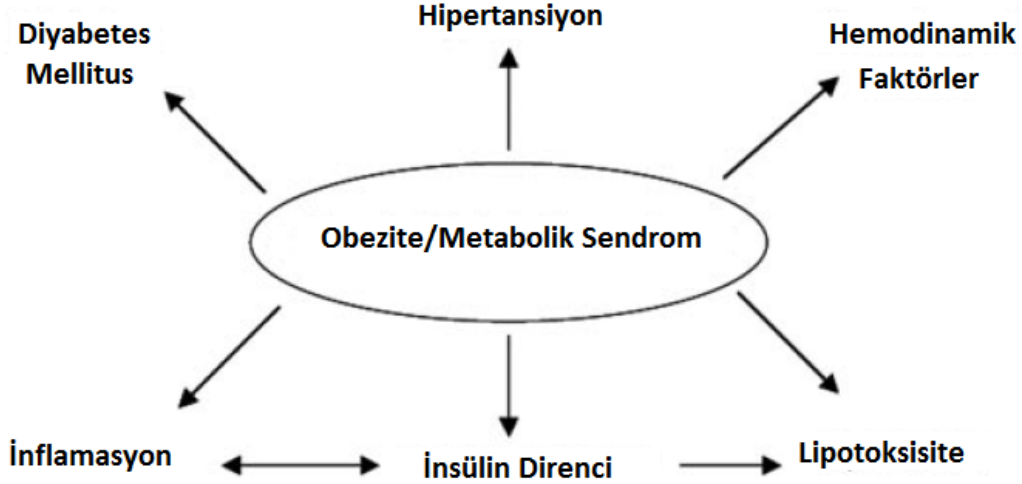 Diyabetes
Mellitus
Hipertansiyon
Hemodinamik
Faktörler
Obezite/Metabolik Sendrom
İnflamasyon
İnsülin Direnci
Lipotoksisite